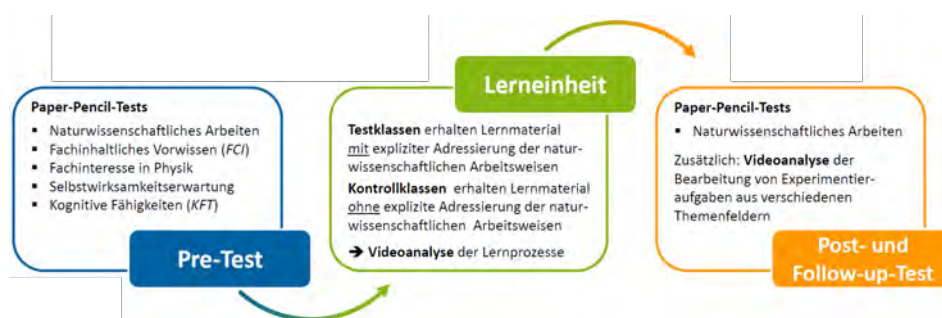 Paper-Pencil-Tests
▪ Naturwissenschaftliches Arbeiten
▪ Fachinhaltliches Vorwissen (FCI)
▪ Fachinteresse in Physik
▪ Selbstwirksamkeitserwartung
▪ Kognitive Fähigkeiten (KFT)
Pre-Test
Lerneinheit
Testklassen erhalten Lernmaterial
mit expliziter Adressierung der natur-
wissenschaftlichen Arbeitsweisen
Kontrollklassen erhalten Lernmaterial
ohne explizite Adressierung der natur-
wissenschaftlichen Arbeitsweisen
➔ Videoanalyse der Lernprozesse
Paper-Pencil-Tests
▪ Naturwissenschaftliches Arbeiten
Zusätzlich: Videoanalyse der
Bearbeitung von Experimentier-
aufgaben aus verschiedenen
Themenfeldern
Post- und
Follow-up-Test